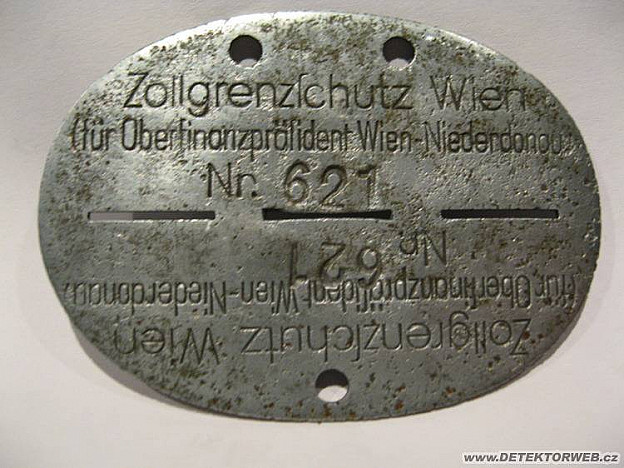 Zollgrenzſchutz Wien
(für Oberfinanzpräſident Wien-Niederdonau)
Nr. 621
Nr. 621
(für Oberfinanzpräſident Wien-Niederdonau)
Zollgrenzſchutz Wien
www.DETEKTORWEB.cz